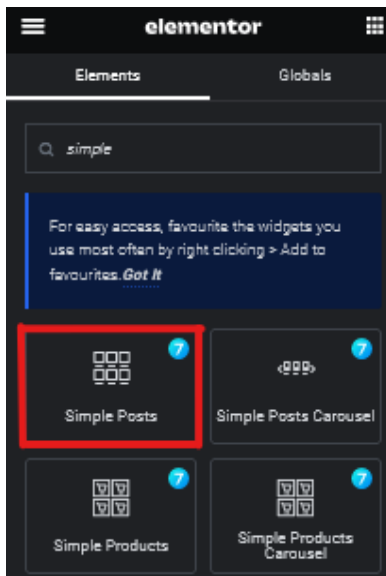 elementor
Elements
Globals
simple
For easy access, favourite the widgets you
use most often by right clicking > Add to
favourites. Got It
7
Simple Posts
7
Simple Posts Carousel
7
Simple Products
7
Simple Products
Carousel